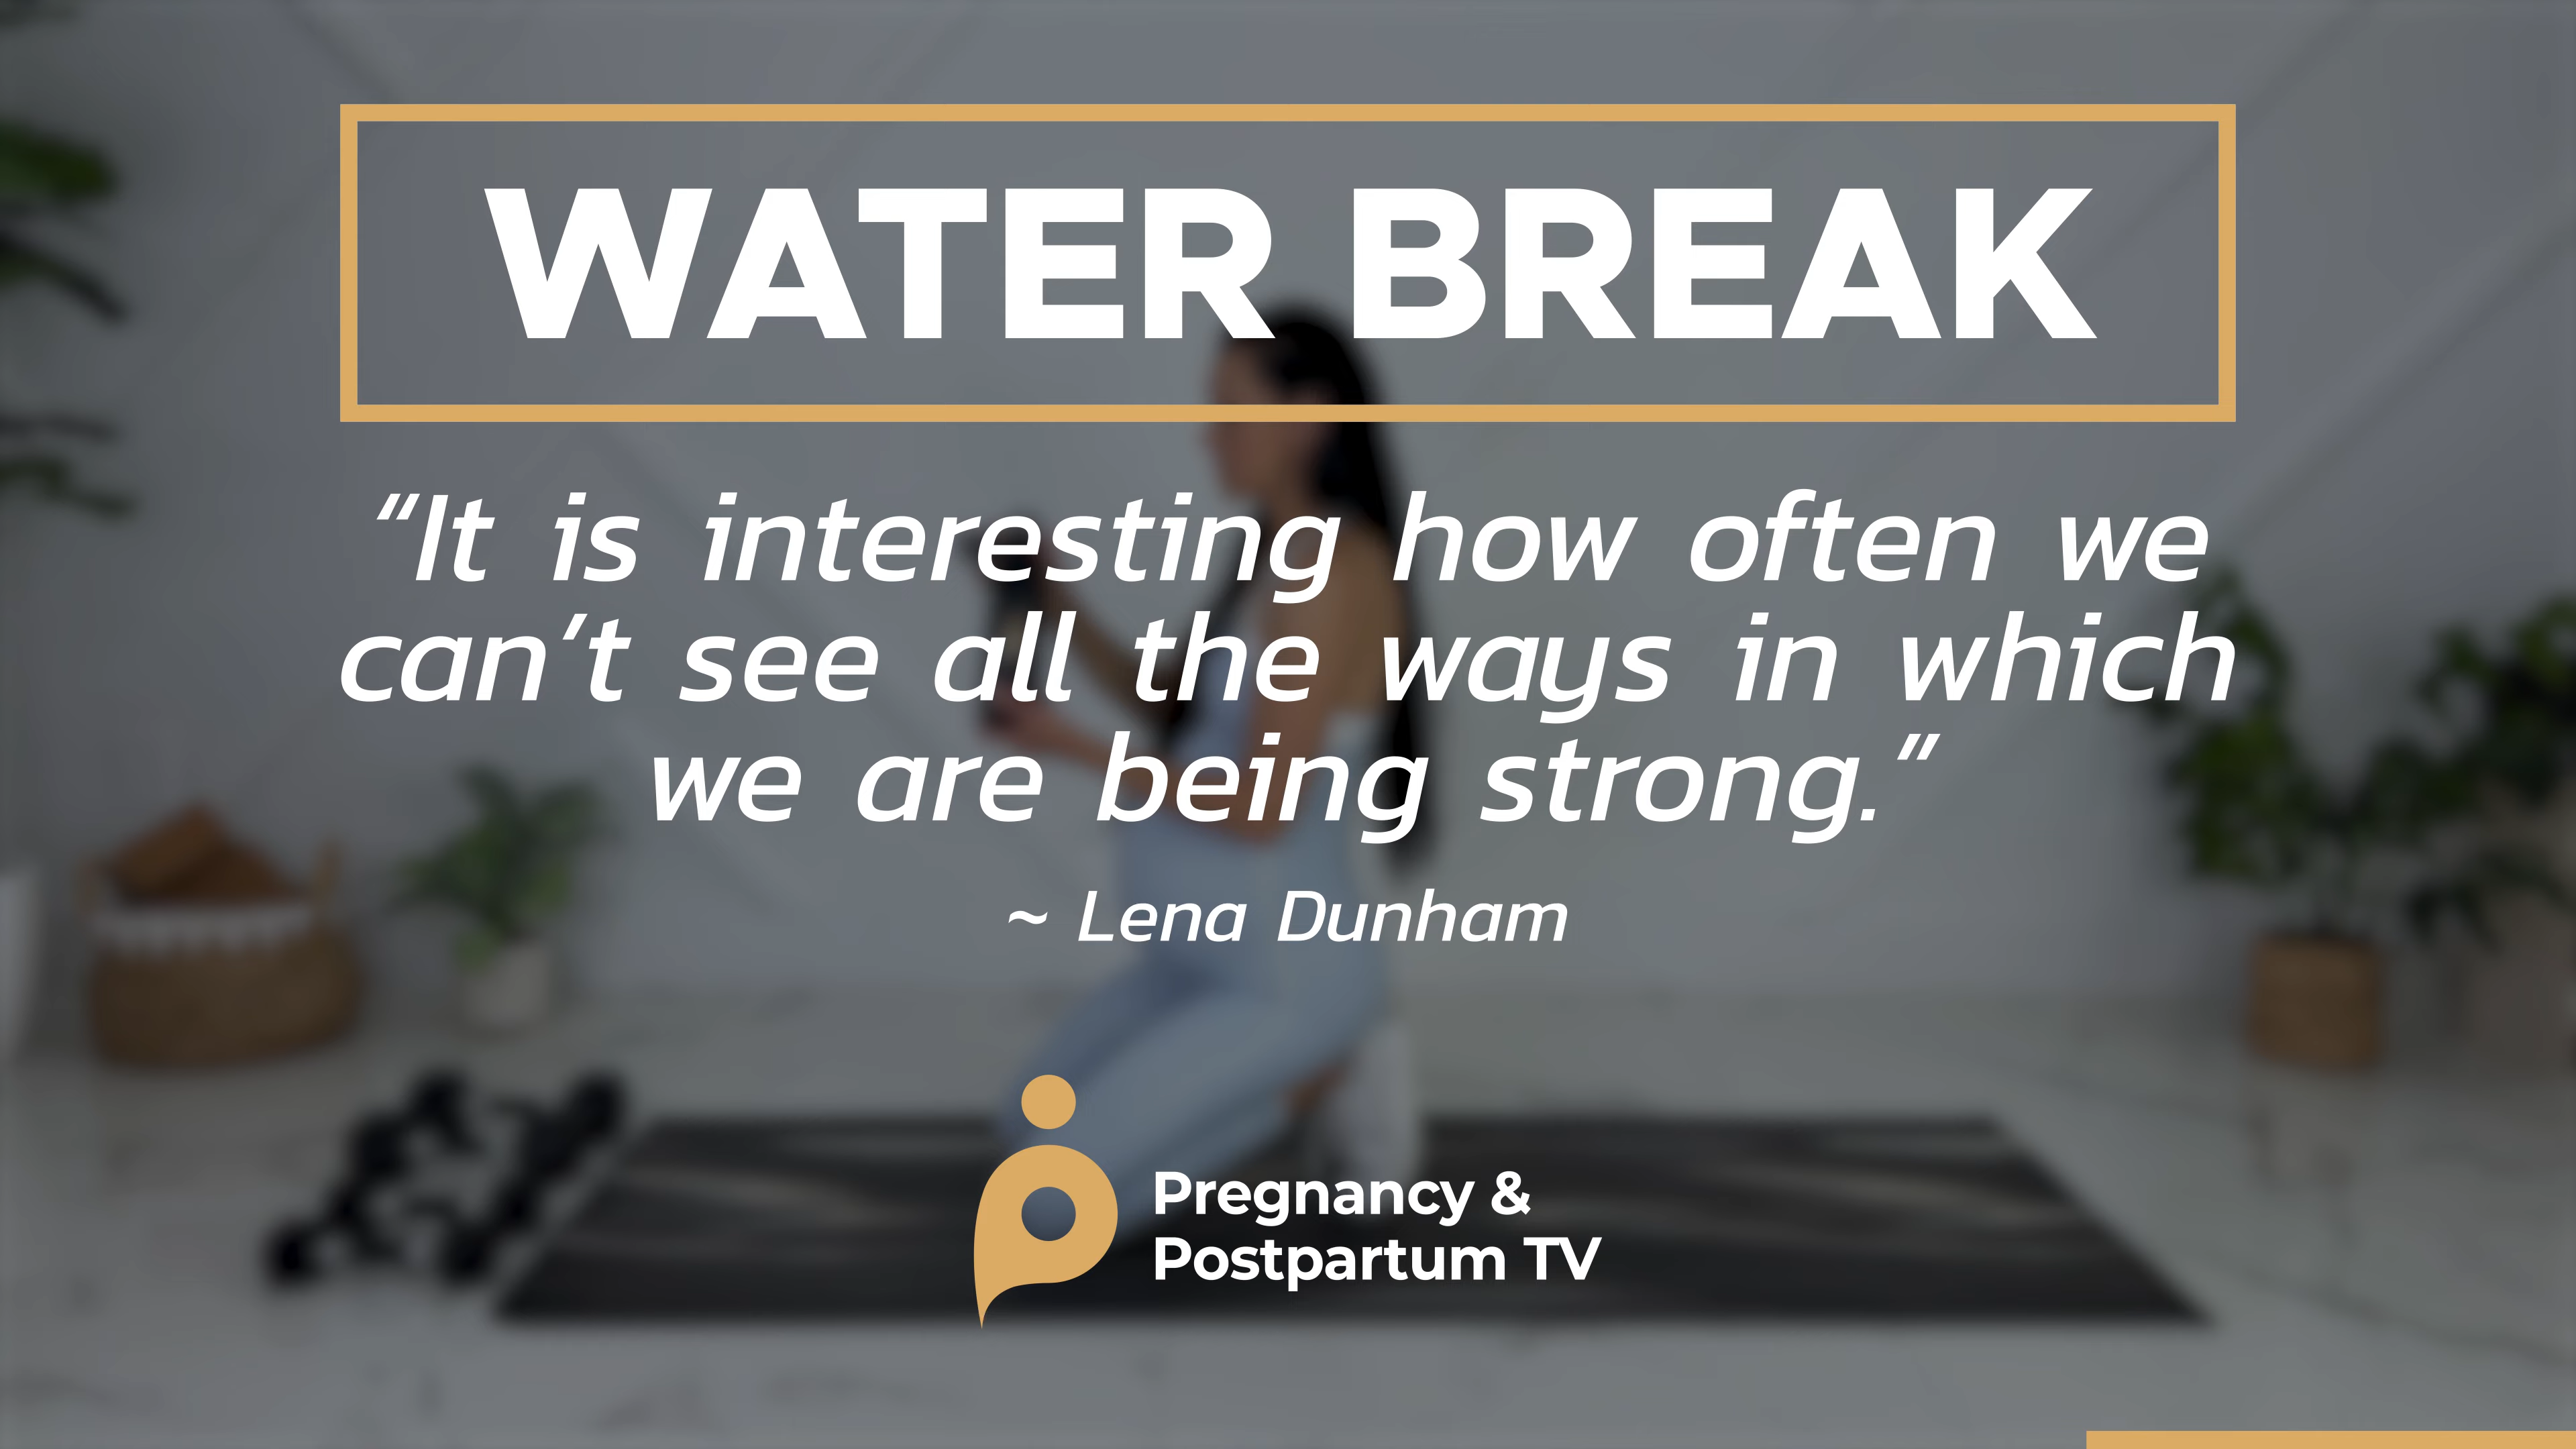 WATER BREAK
“It is interesting how often we
can’t see all the ways in which
we are being strong.”
~ Lena Dunham
Pregnancy &
Postpartum TV